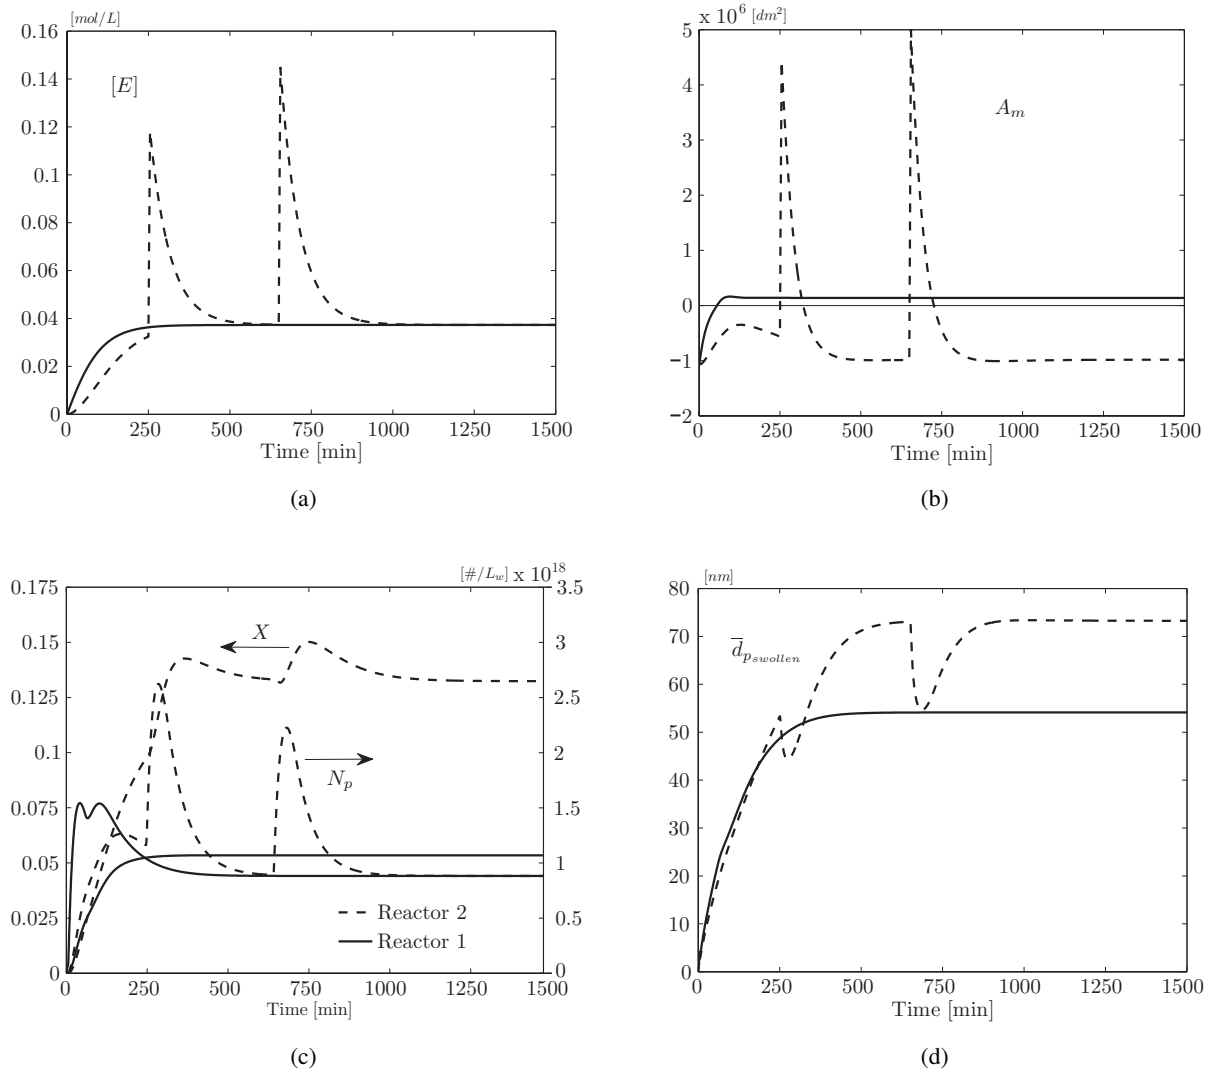 [mol/L]
0.16
0.14
0.12
0.1
0.08
0.06
0.04
0.02
0
[E]
0 250 500 750 1000 1250 1500
Time [min]
(a)
x 10^6 [dm^2]
5
4
3
2
1
0
−1
−2
A_m
0 250 500 750 1000 1250 1500
Time [min]
(b)
[#/L_w] x 10^18
0.175
0.15
0.125
0.1
0.075
0.05
0.025
0
3.5
3
2.5
2
1.5
1
0.5
0
X
N_p
Reactor 2
Reactor 1
0 250 500 750 1000 1250 1500
Time [min]
(c)
[nm]
80
70
60
50
40
30
20
10
0
d̅_{p_{swollen}}
0 250 500 750 1000 1250 1500
Time [min]
(d)